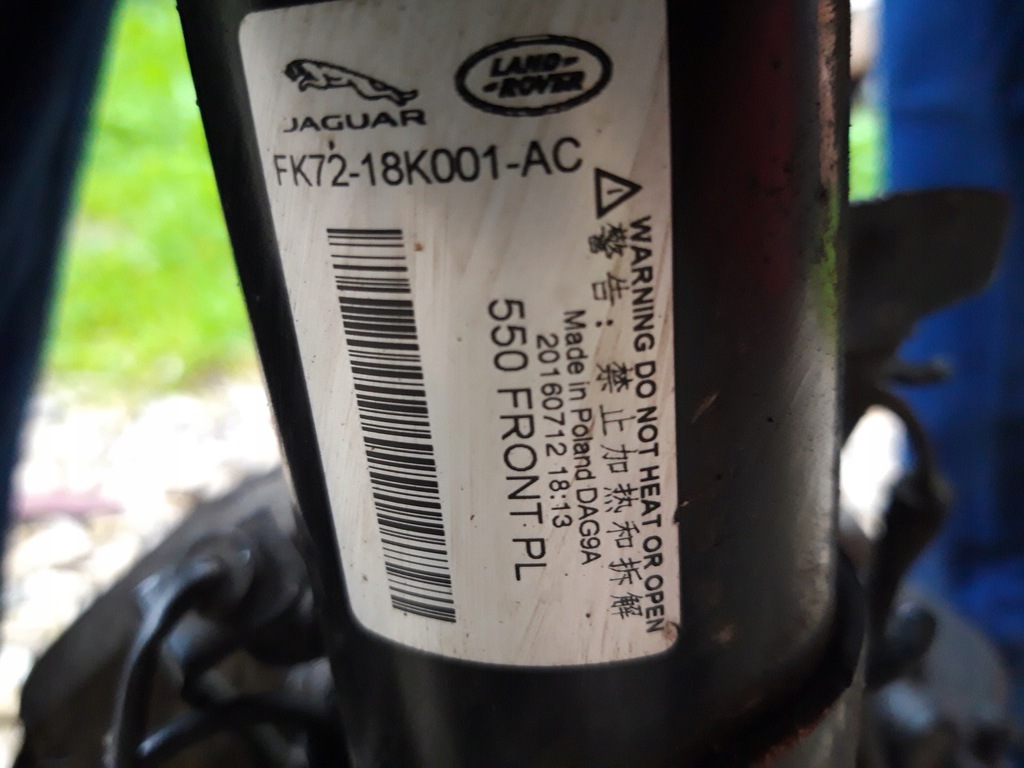 JAGUAR
LAND-
-ROVER
FK72-18K001-AC
WARNING DO NOT HEAT OR OPEN
警告：禁止加热和拆解
Made in Poland DAG9A
20160712 18:13
550 FRONT PL